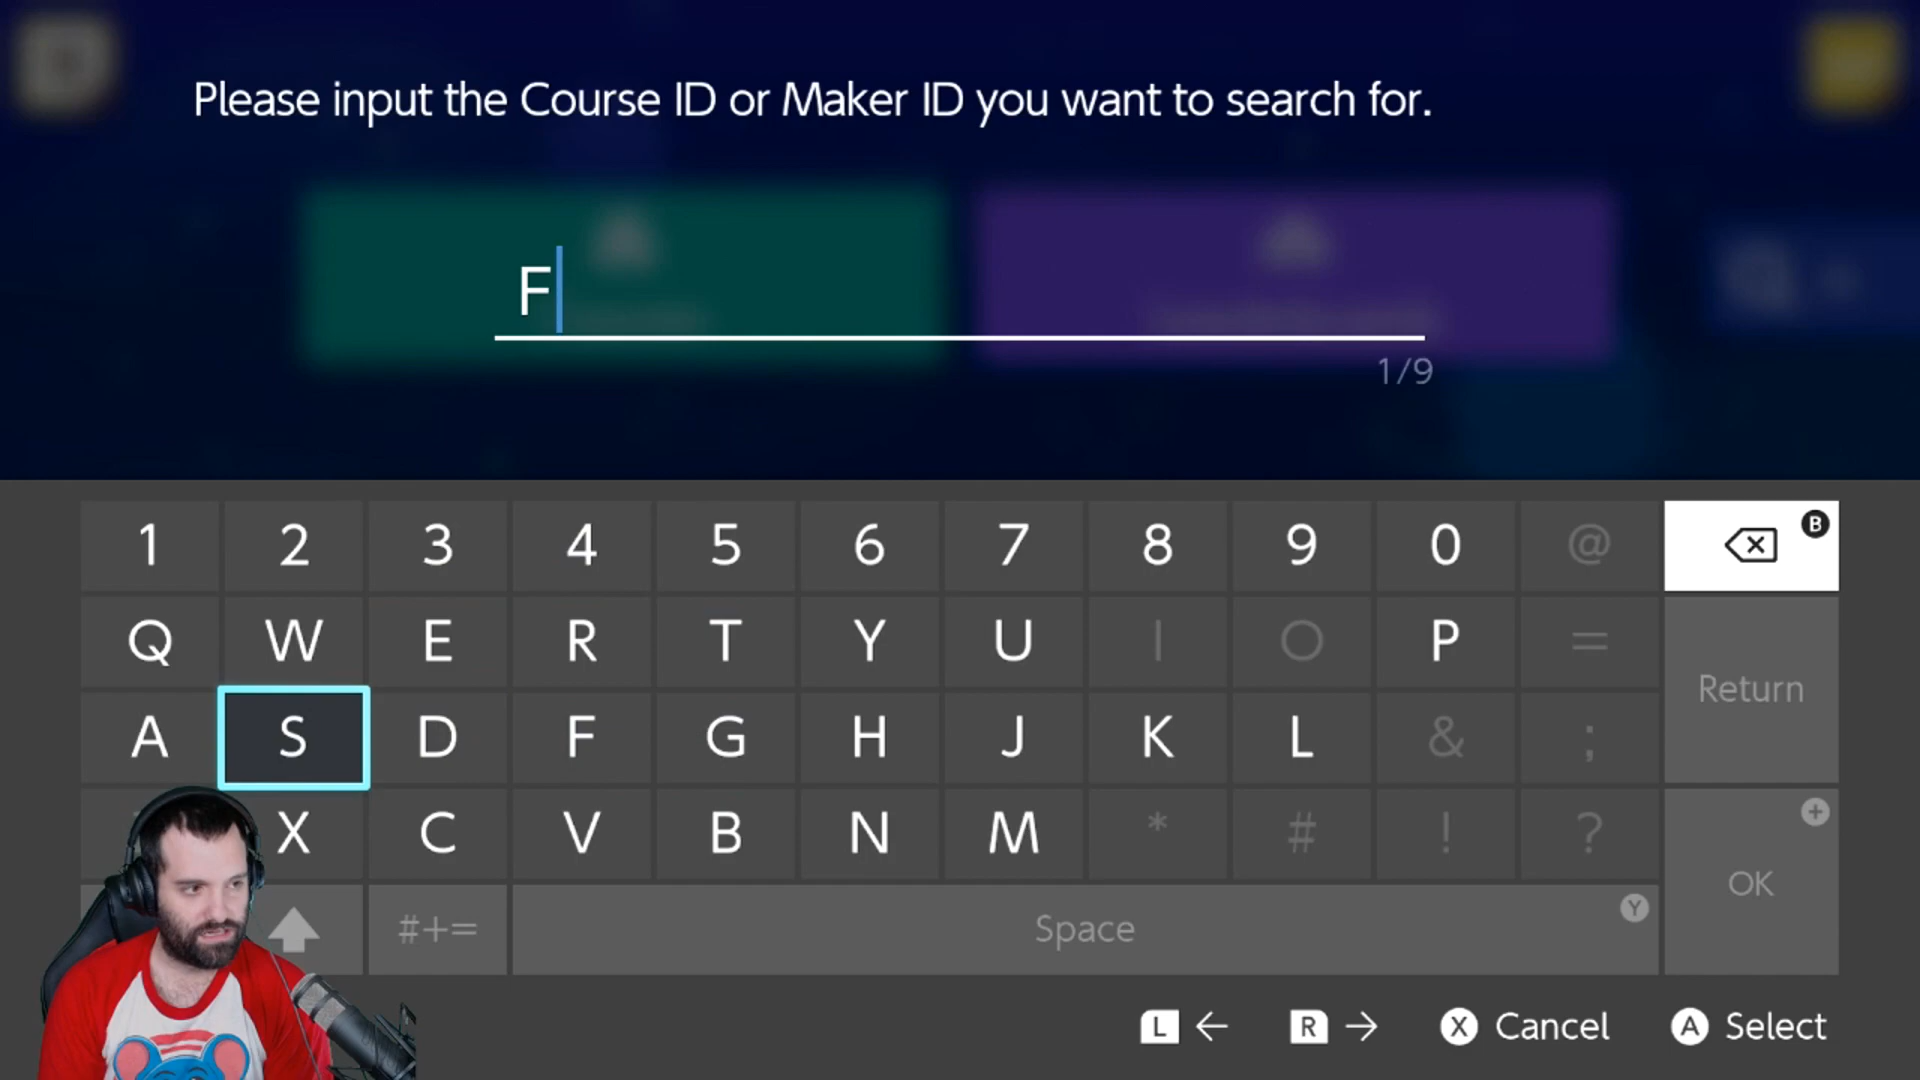 Please input the Course ID or Maker ID you want to search for.
F
1/9
1 2 3 4 5 6 7 8 9 0 @ B
Q W E R T Y U I O P =
Return
A S D F G H J K L & ;
X C V B N M * # ! ?
OK
#+= Space Y
L ← R → X Cancel A Select